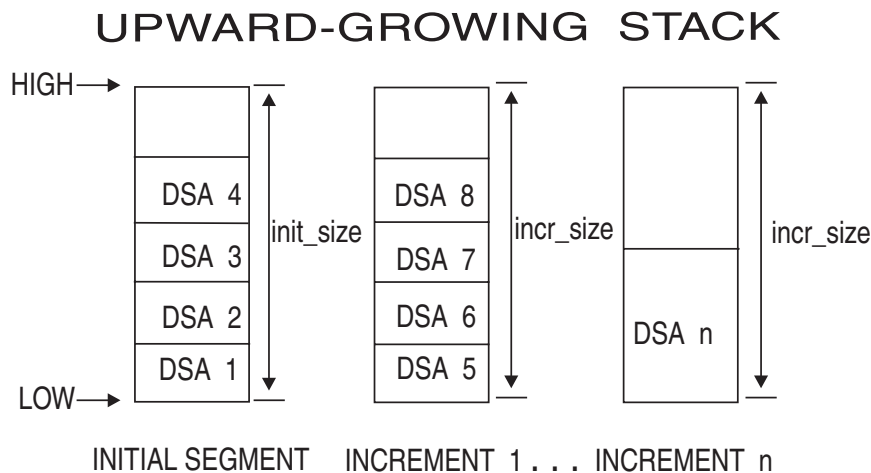 UPWARD-GROWING STACK
HIGH
DSA 4
DSA 3
DSA 2
DSA 1
init_size
LOW
INITIAL SEGMENT
DSA 8
DSA 7
DSA 6
DSA 5
incr_size
INCREMENT 1 . . .
DSA n
incr_size
INCREMENT n